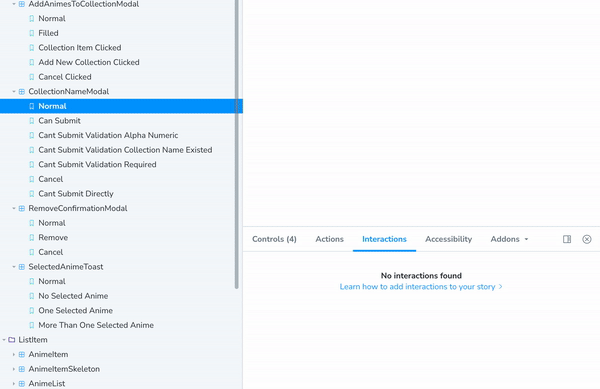 AddAnimesToCollectionModal
Normal
Filled
Collection Item Clicked
Add New Collection Clicked
Cancel Clicked
CollectionNameModal
Normal
Can Submit
Cant Submit Validation Alpha Numeric
Cant Submit Validation Collection Name Existed
Cant Submit Validation Required
Cancel
Cant Submit Directly
RemoveConfirmationModal
Normal
Remove
Cancel
SelectedAnimeToast
Normal
No Selected Anime
One Selected Anime
More Than One Selected Anime
ListItem
AnimeItem
AnimeItemSkeleton
AnimeList
Controls (4) Actions Interactions Accessibility Addons
No interactions found
Learn how to add interactions to your story